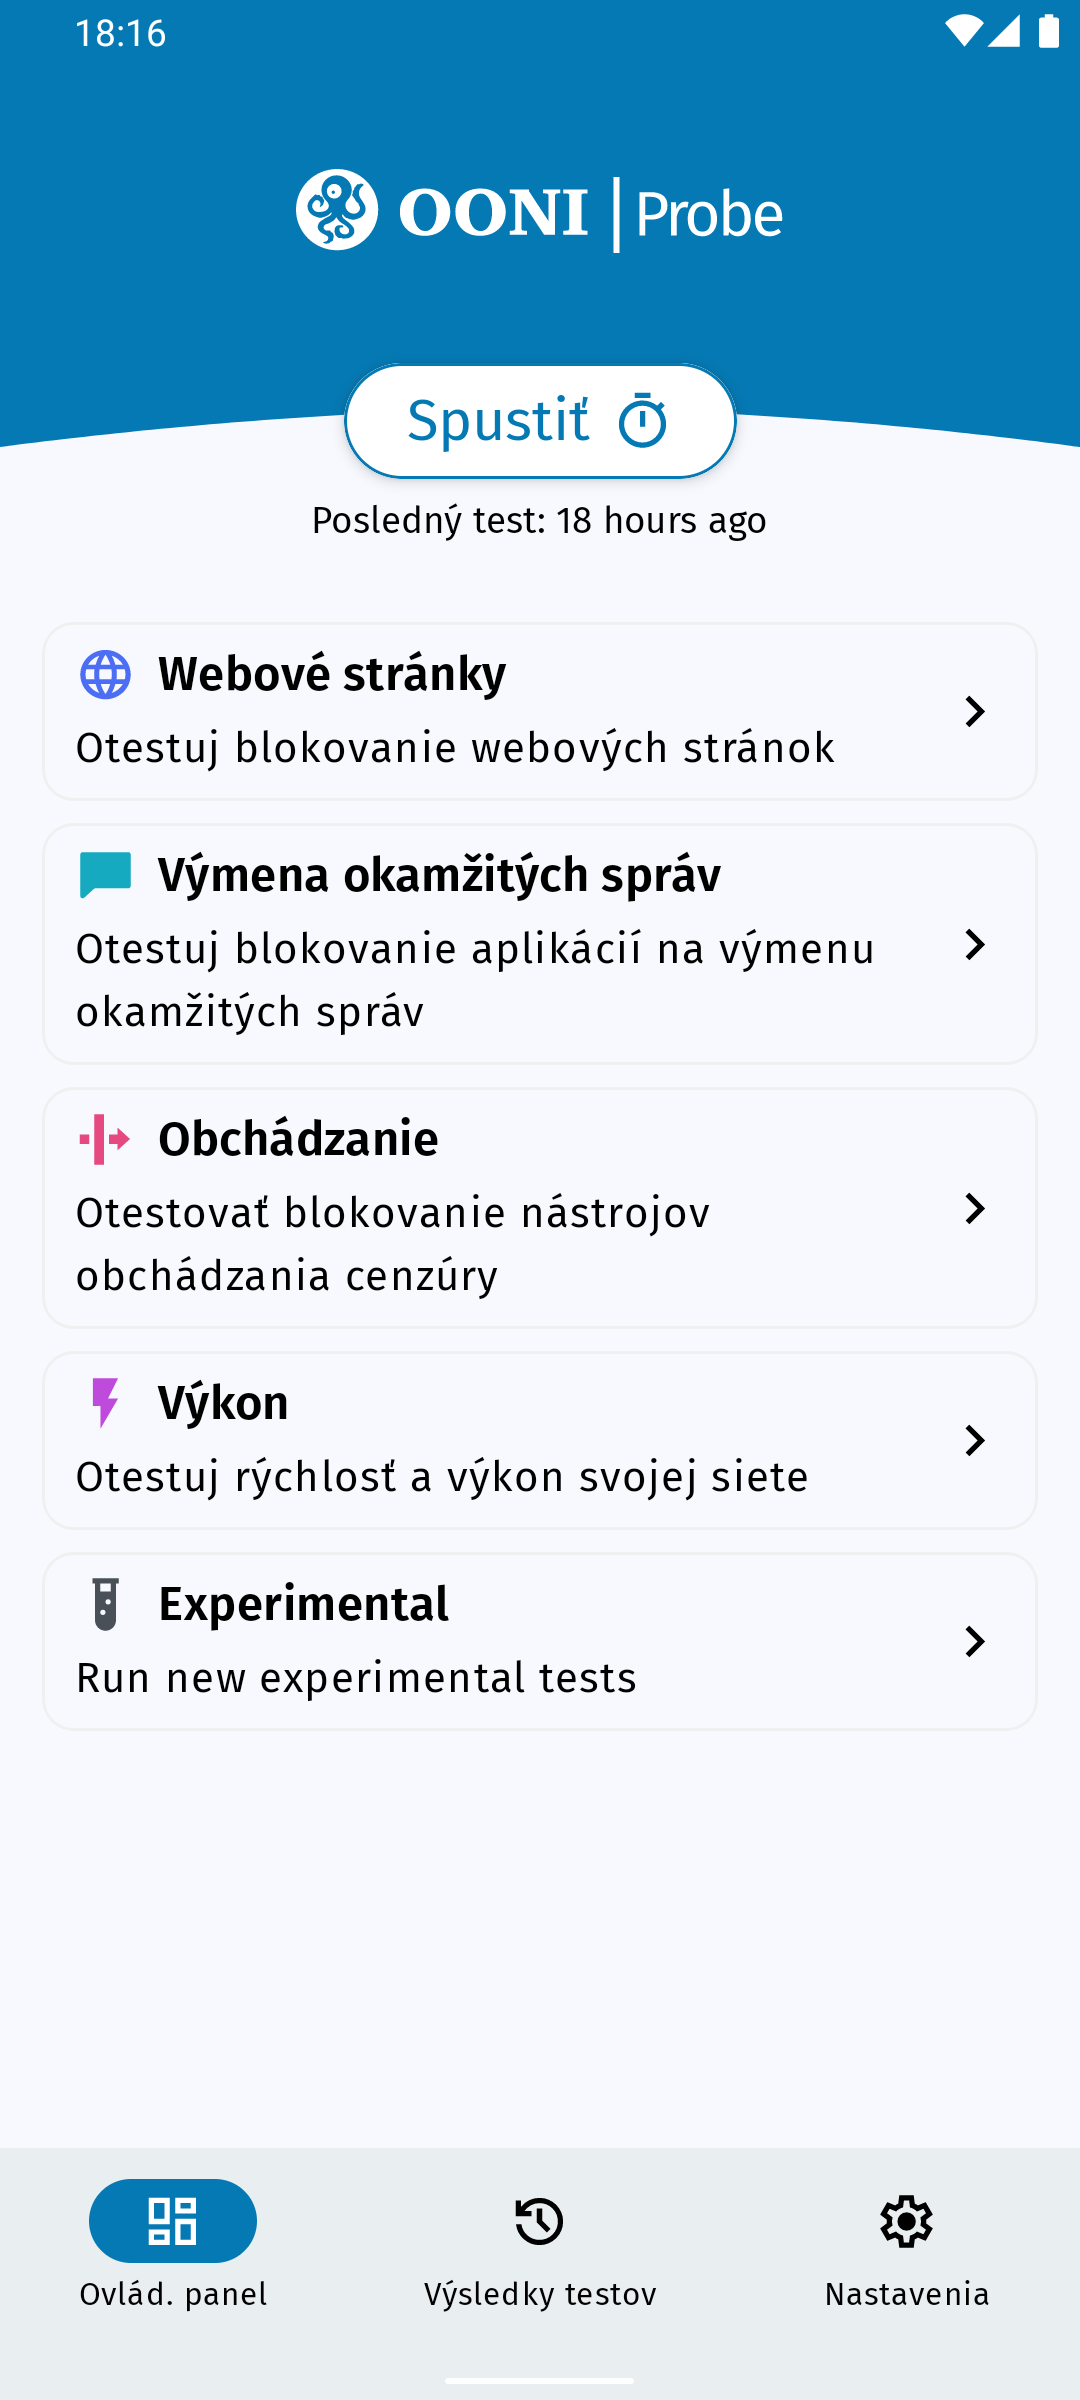 18:16
OONI | Probe
Spustiť
Posledný test: 18 hours ago
Webové stránky
Otestuj blokovanie webových stránok
Výmena okamžitých správ
Otestuj blokovanie aplikácií na výmenu
okamžitých správ
Obchádzanie
Otestovať blokovanie nástrojov
obchádzania cenzúry
Výkon
Otestuj rýchlosť a výkon svojej siete
Experimental
Run new experimental tests
Ovlád. panel
Výsledky testov
Nastavenia